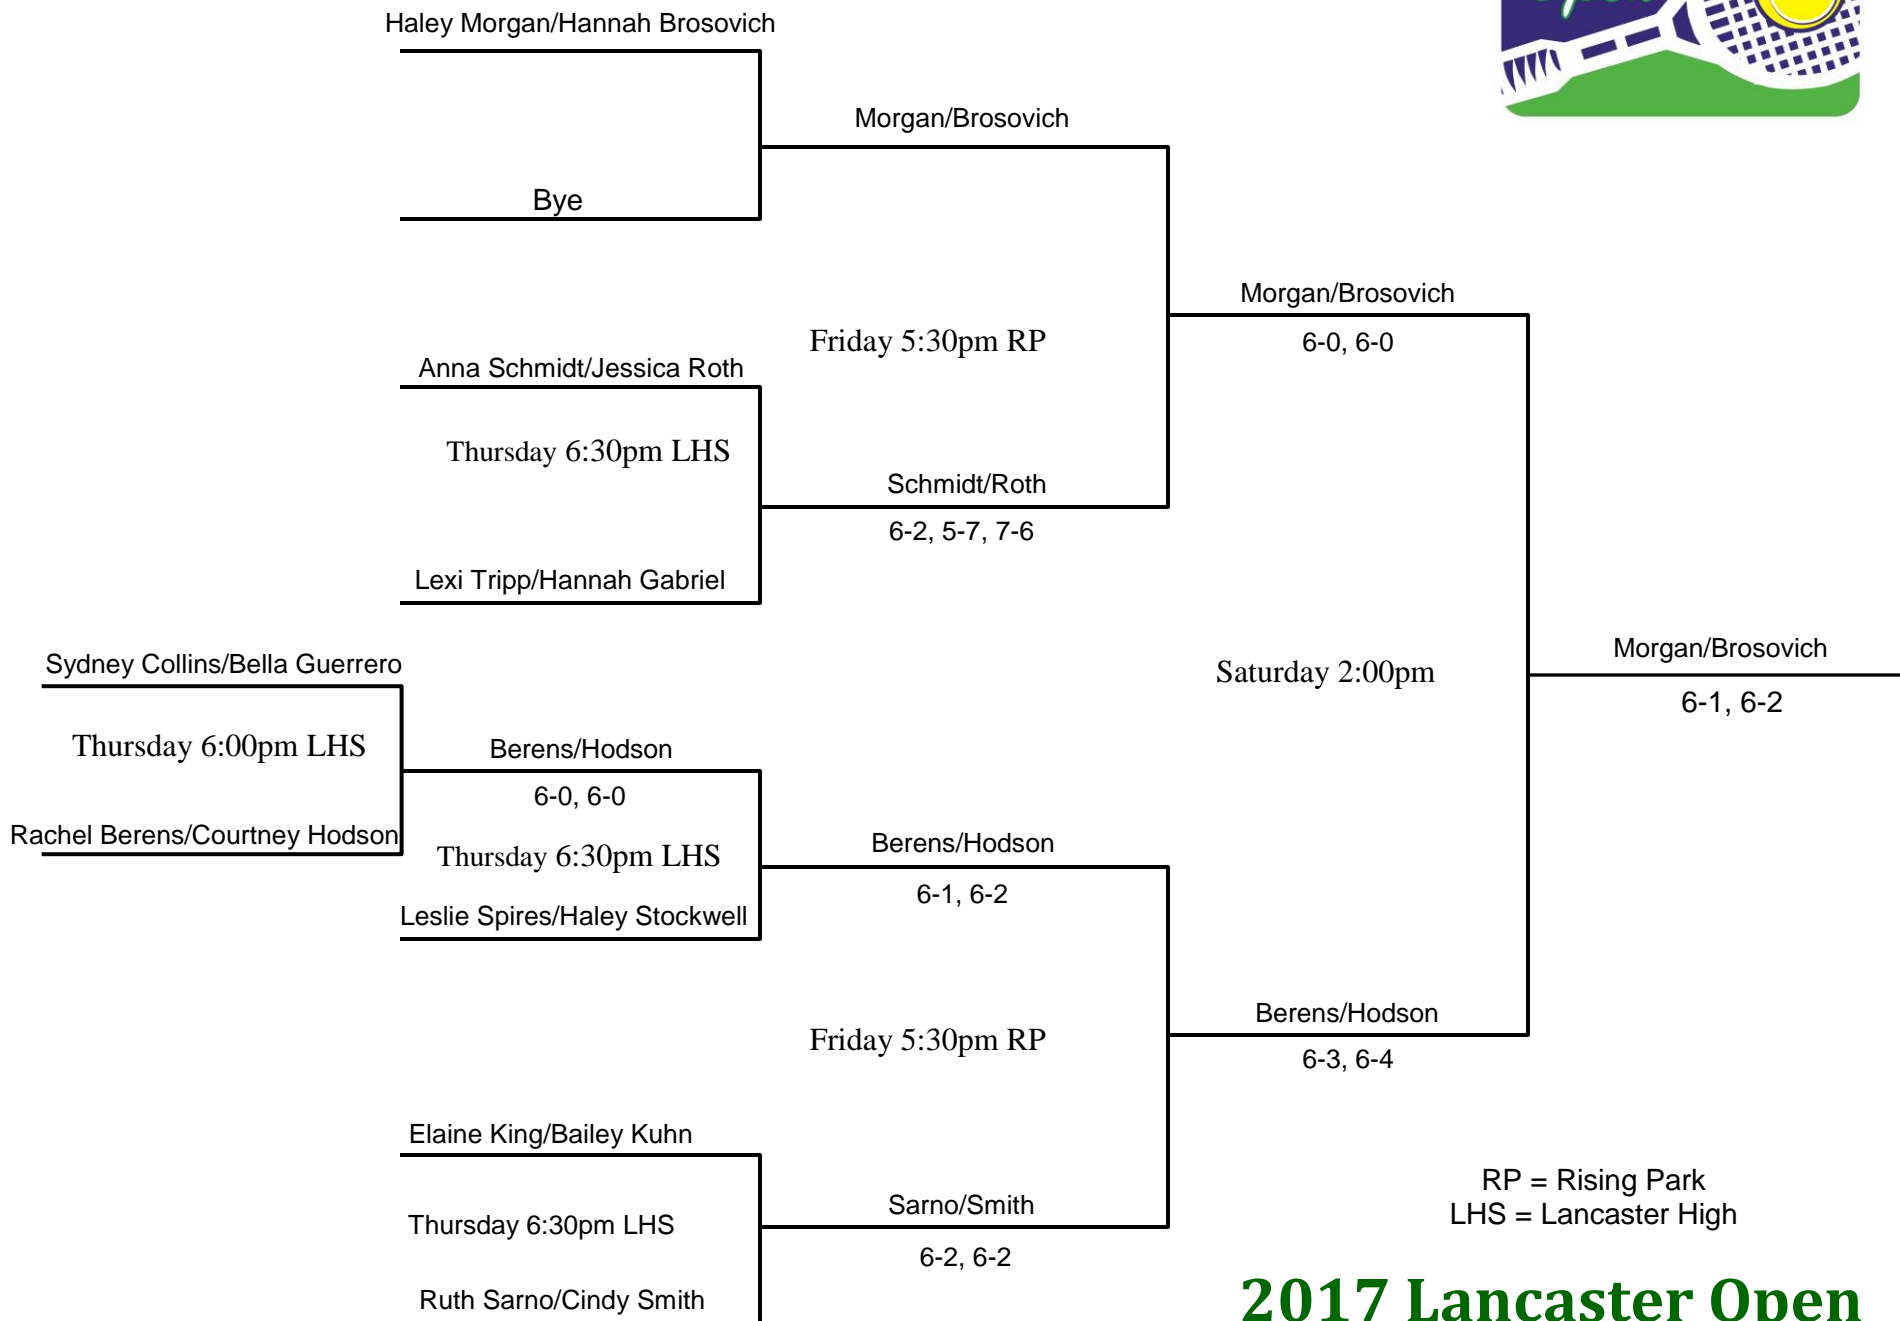 Open
Haley Morgan/Hannah Brosovich
Morgan/Brosovich
Bye
Morgan/Brosovich
Friday 5:30pm RP
6-0, 6-0
Anna Schmidt/Jessica Roth
Thursday 6:30pm LHS
Schmidt/Roth
6-2, 5-7, 7-6
Lexi Tripp/Hannah Gabriel
Sydney Collins/Bella Guerrero
Saturday 2:00pm
Morgan/Brosovich
6-1, 6-2
Thursday 6:00pm LHS
Berens/Hodson
6-0, 6-0
Rachel Berens/Courtney Hodson
Thursday 6:30pm LHS
Berens/Hodson
6-1, 6-2
Leslie Spires/Haley Stockwell
Friday 5:30pm RP
Berens/Hodson
6-3, 6-4
Elaine King/Bailey Kuhn
Thursday 6:30pm LHS
Sarno/Smith
6-2, 6-2
Ruth Sarno/Cindy Smith
RP = Rising Park
LHS = Lancaster High
2017 Lancaster Open